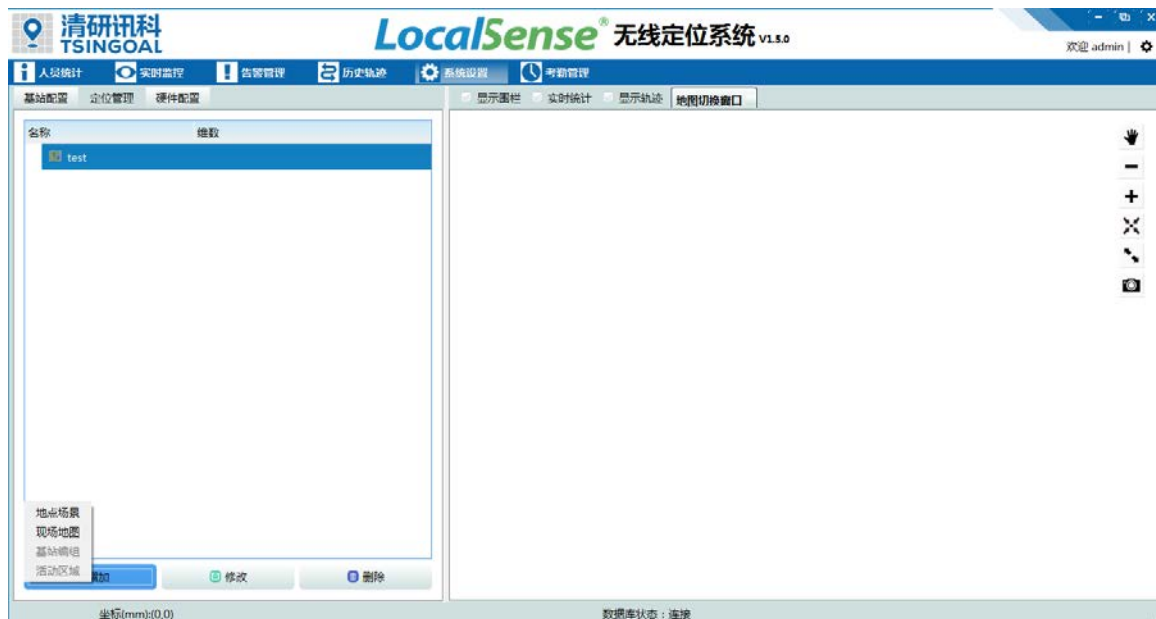 清研讯科
TSINGOAL
LocalSense® 无线定位系统 V1.5.0
欢迎 admin |
人员统计 实时监控 告警管理 历史轨迹 系统设置 考勤管理
基站配置 定位管理 硬件配置
显示围栏 实时统计 显示轨迹 地图切换窗口
名称 维数
test
地点场景
现场地图
基站编组
活动区域
加 修改 删除
坐标(mm):(0,0) 数据库状态：连接